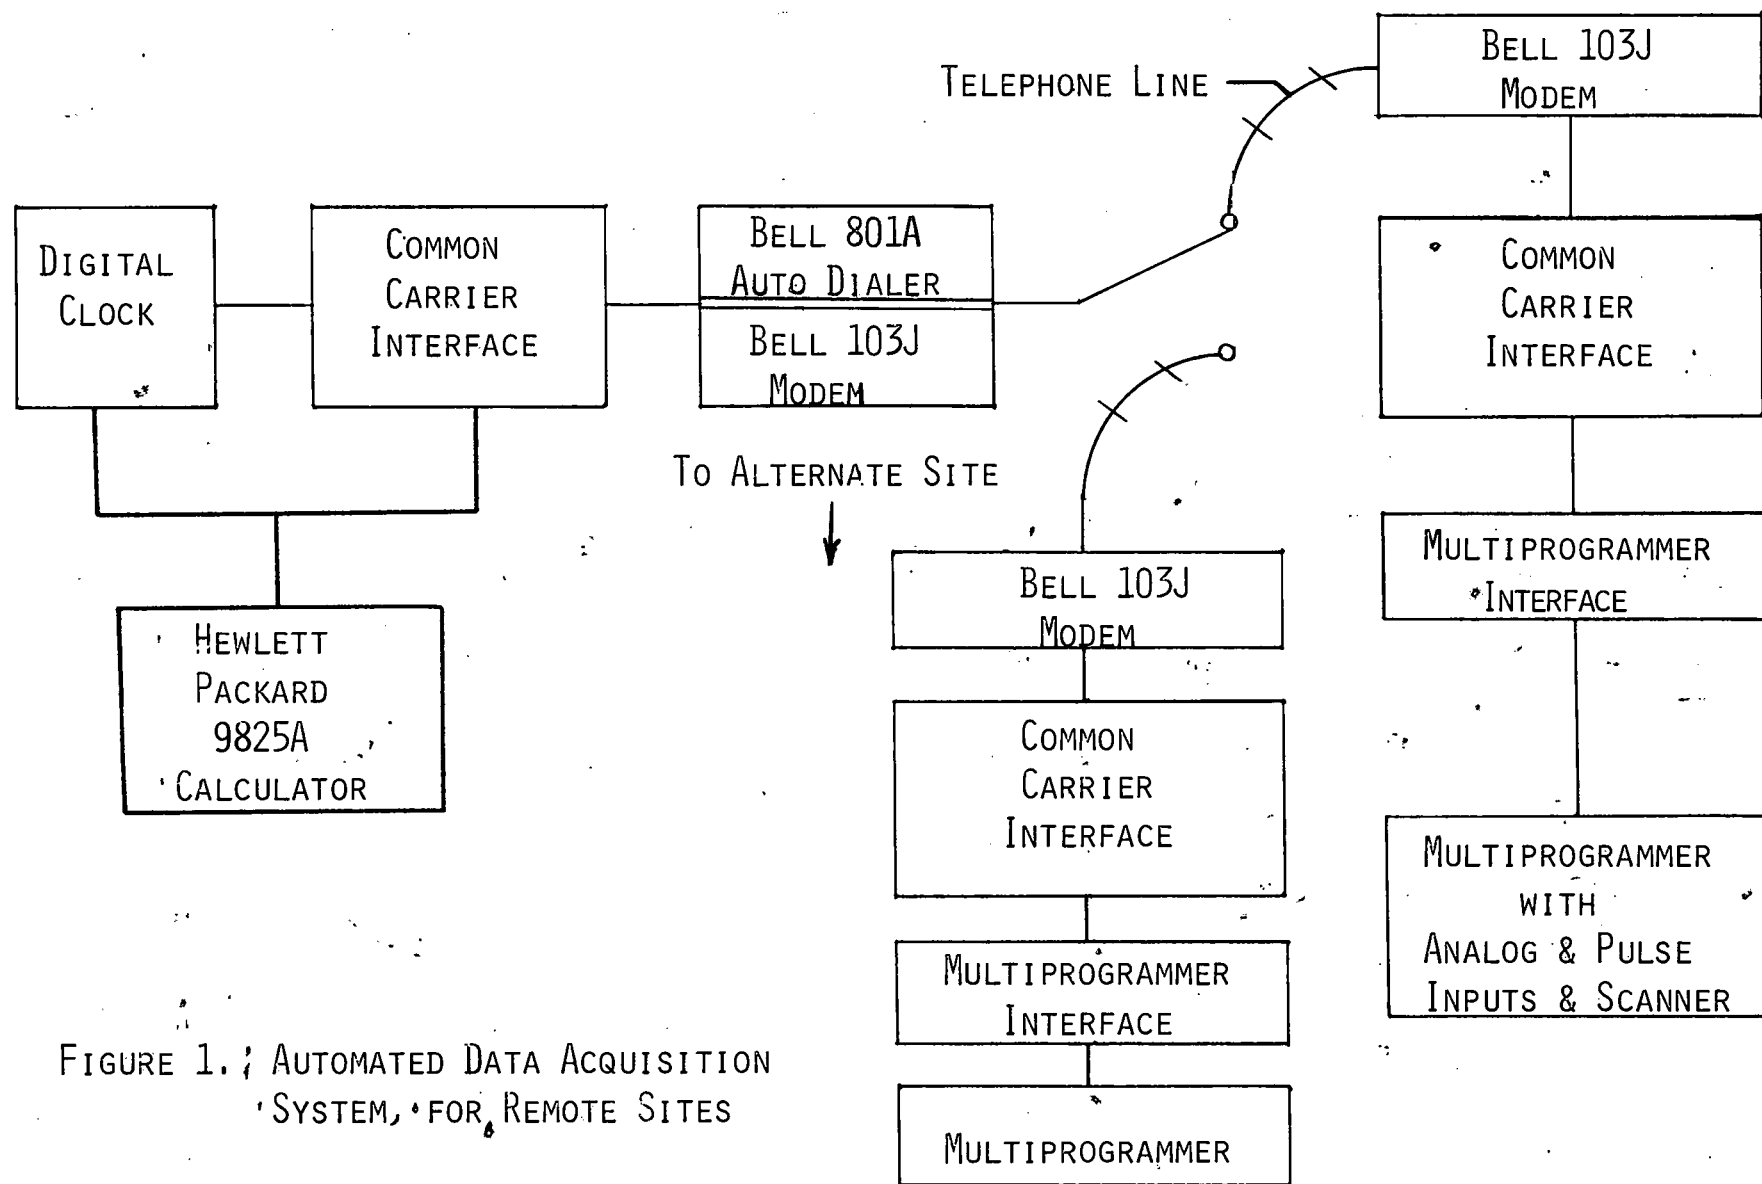 DIGITAL
CLOCK
COMMON
CARRIER
INTERFACE
BELL 801A
AUTO DIALER
BELL 103J
MODEM
HEWLETT
PACKARD
9825A
CALCULATOR
TELEPHONE LINE
BELL 103J
MODEM
COMMON
CARRIER
INTERFACE
MULTIPROGRAMMER
INTERFACE
MULTIPROGRAMMER
WITH
ANALOG & PULSE
INPUTS & SCANNER
TO ALTERNATE SITE
BELL 103J
MODEM
COMMON
CARRIER
INTERFACE
MULTIPROGRAMMER
INTERFACE
MULTIPROGRAMMER
FIGURE 1. AUTOMATED DATA ACQUISITION
SYSTEM, FOR REMOTE SITES